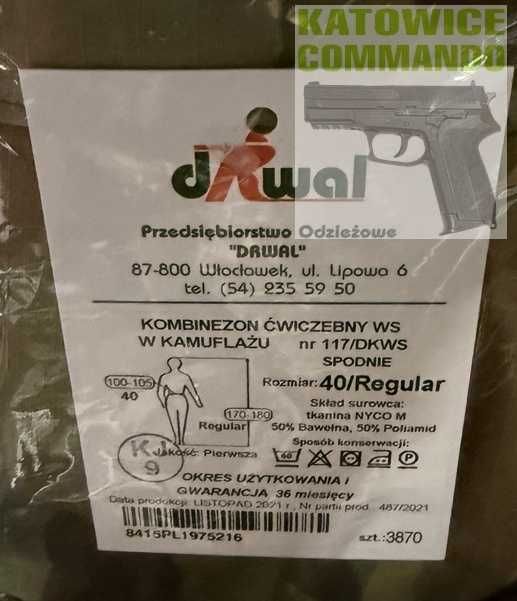 KATOWICE
COMMANDO
drwal
Przedsiębiorstwo Odzieżowe
"DRWAL"
87-800 Włocławek, ul. Lipowa 6
tel. (54) 235 59 50
KOMBINEZON ĆWICZEBNY WS
W KAMUFLAŻU nr 117/DKWS
SPODNIE
Rozmiar: 40/Regular
100-105
40
170-180
Regular
Skład surowca:
tkanina NYCO M
50% Bawełna, 50% Poliamid
Sposób konserwacji:
60 P
KJ
9
Jakość: Pierwsza
OKRES UŻYTKOWANIA i
GWARANCJA 36 miesięcy
Data produkcji: LISTOPAD 2021 r., Nr partii prod. 487/2021
8415PL1975216
szt.:3870